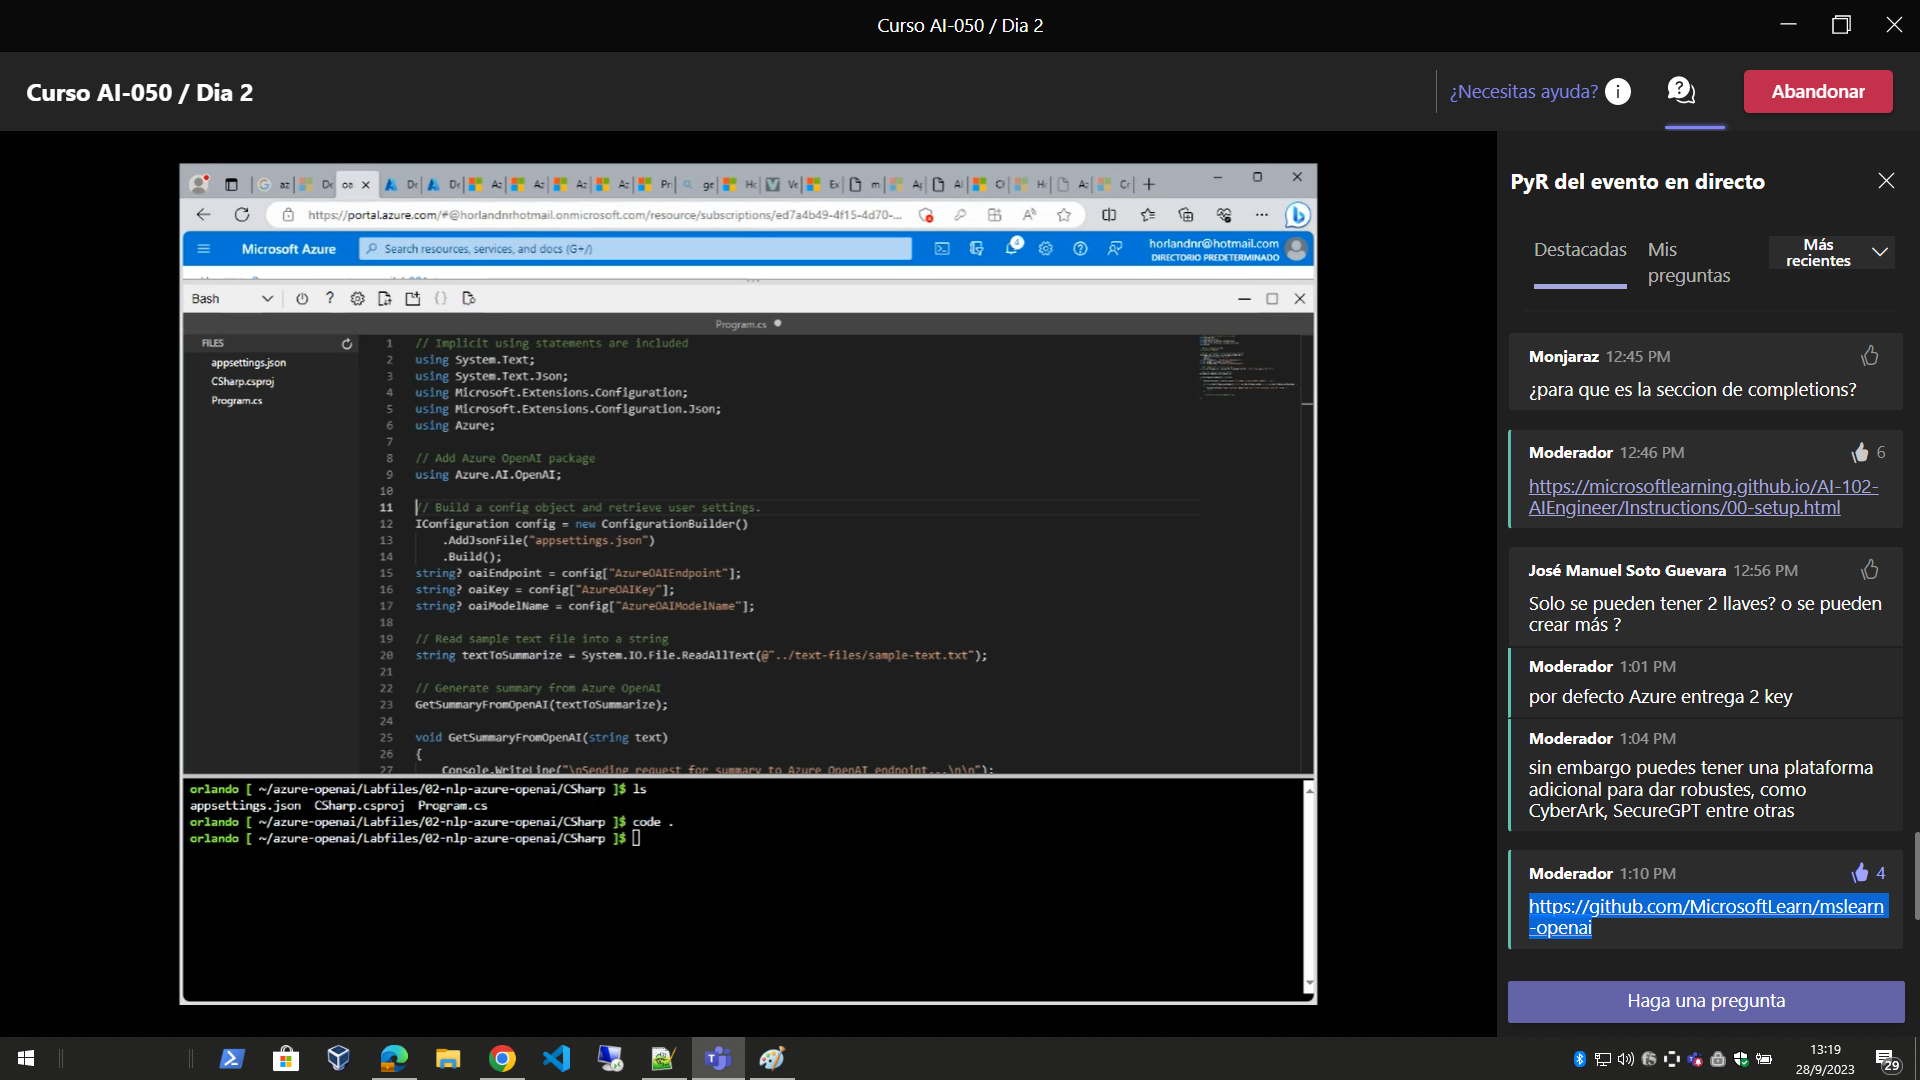 Curso AI-050 / Dia 2
Curso AI-050 / Dia 2
¿Necesitas ayuda?
Abandonar
https://portal.azure.com/#@horlandnrhotmail.onmicrosoft.com/resource/subscriptions/ed7a4b49-4f15-4d70-...
Microsoft Azure
Search resources, services, and docs (G+/)
4
horlandnr@hotmail.com
DIRECTORIO PREDETERMINADO
Bash
Program.cs
FILES
appsettings.json
CSharp.csproj
Program.cs
1 // Implicit using statements are included
2 using System.Text;
3 using System.Text.Json;
4 using Microsoft.Extensions.Configuration;
5 using Microsoft.Extensions.Configuration.Json;
6 using Azure;
7
8 // Add Azure OpenAI package
9 using Azure.AI.OpenAI;
10
11 // Build a config object and retrieve user settings.
12 IConfiguration config = new ConfigurationBuilder()
13 .AddJsonFile("appsettings.json")
14 .Build();
15 string? oaiEndpoint = config["AzureOAIEndpoint"];
16 string? oaiKey = config["AzureOAIKey"];
17 string? oaiModelName = config["AzureOAIModelName"];
18
19 // Read sample text file into a string
20 string textToSummarize = System.IO.File.ReadAllText(@"../text-files/sample-text.txt");
21
22 // Generate summary from Azure OpenAI
23 GetSummaryFromOpenAI(textToSummarize);
24
25 void GetSummaryFromOpenAI(string text)
26 {
27 Console.WriteLine("\nSending request for summary to Azure OpenAI endpoint...\n\n");
orlando [ ~/azure-openai/Labfiles/02-nlp-azure-openai/CSharp ]$ ls
appsettings.json CSharp.csproj Program.cs
orlando [ ~/azure-openai/Labfiles/02-nlp-azure-openai/CSharp ]$ code .
orlando [ ~/azure-openai/Labfiles/02-nlp-azure-openai/CSharp ]$
PyR del evento en directo
Destacadas
Mis
preguntas
Más
recientes
Monjaraz 12:45 PM
¿para que es la seccion de completions?
Moderador 12:46 PM 6
https://microsoftlearning.github.io/AI-102-
AIEngineer/Instructions/00-setup.html
José Manuel Soto Guevara 12:56 PM
Solo se pueden tener 2 llaves? o se pueden
crear más ?
Moderador 1:01 PM
por defecto Azure entrega 2 key
Moderador 1:04 PM
sin embargo puedes tener una plataforma
adicional para dar robustes, como
CyberArk, SecureGPT entre otras
Moderador 1:10 PM 4
https://github.com/MicrosoftLearn/mslearn
-openai
Haga una pregunta
13:19
28/9/2023
29